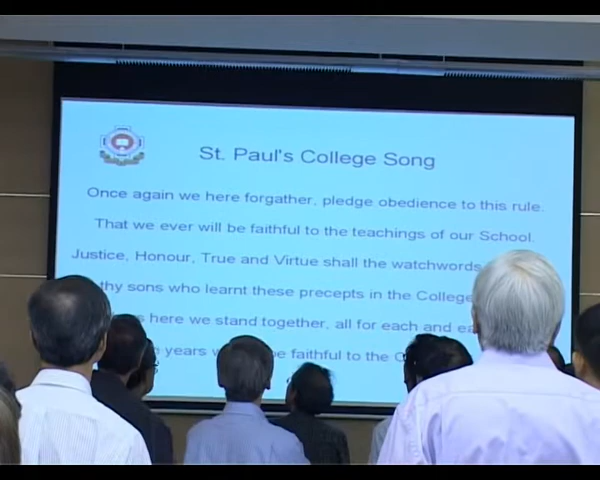 St. Paul's College Song
Once again we here forgather, pledge obedience to this rule.
That we ever will be faithful to the teachings of our School.
Justice, Honour, True and Virtue shall the watchwords
thy sons who learnt these precepts in the College
here we stand together, all for each and
years be faithful to the